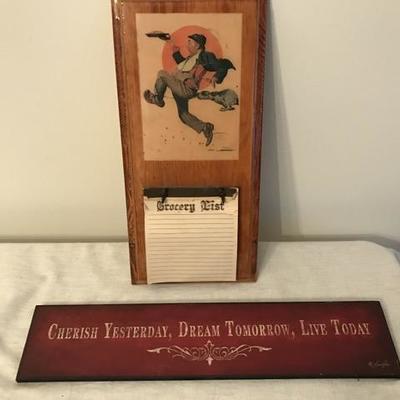 Grocery List
CHERISH YESTERDAY, DREAM TOMORROW, LIVE TODAY